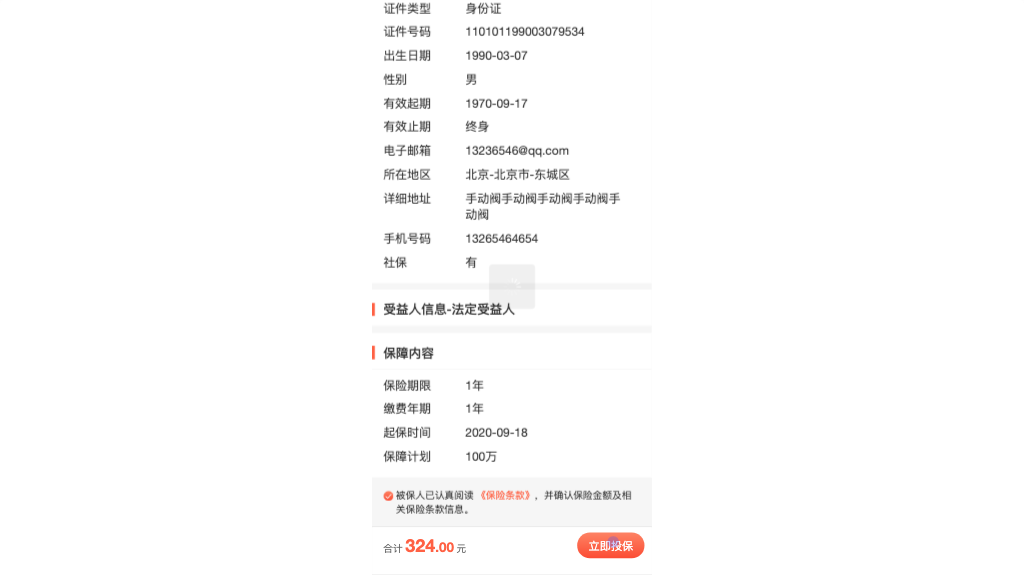 证件类型 身份证
证件号码 110101199003079534
出生日期 1990-03-07
性别 男
有效起期 1970-09-17
有效止期 终身
电子邮箱 13236546@qq.com
所在地区 北京-北京市-东城区
详细地址 手动阀手动阀手动阀手动阀手
动阀
手机号码 13265464654
社保 有
受益人信息-法定受益人
保障内容
保险期限 1年
缴费年期 1年
起保时间 2020-09-18
保障计划 100万
被保人已认真阅读 《保险条款》，并确认保险金额及相
关保险条款信息。
合计 324.00 元 立即投保